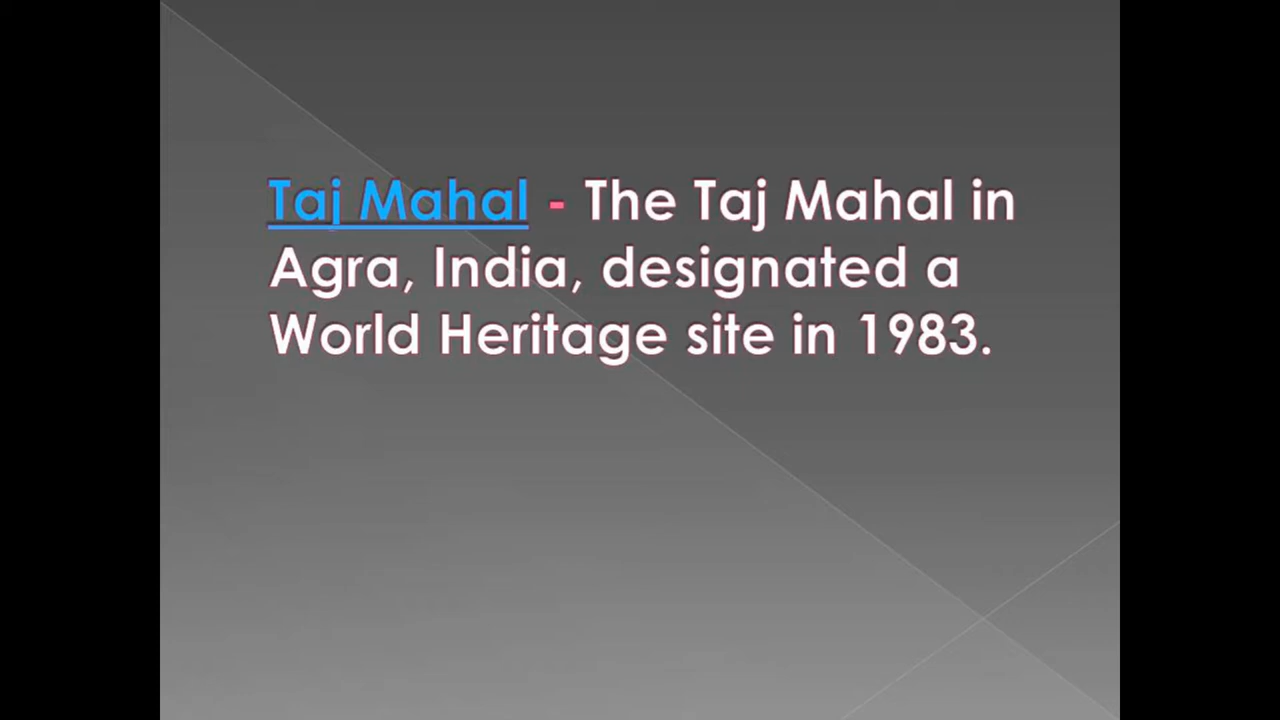 Taj Mahal - The Taj Mahal in
Agra, India, designated a
World Heritage site in 1983.